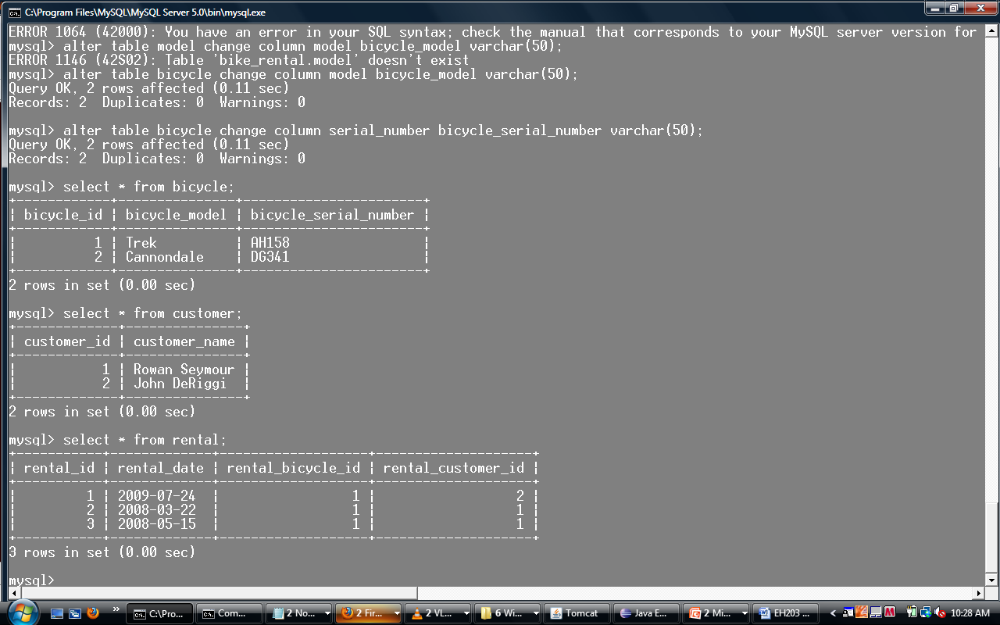 C:\Program Files\MySQL\MySQL Server 5.0\bin\mysql.exe
ERROR 1064 (42000): You have an error in your SQL syntax; check the manual that corresponds to your MySQL server version for
mysql> alter table model change column model bicycle_model varchar(50);
ERROR 1146 (42S02): Table 'bike_rental.model' doesn't exist
mysql> alter table bicycle change column model bicycle_model varchar(50);
Query OK, 2 rows affected (0.11 sec)
Records: 2  Duplicates: 0  Warnings: 0
mysql> alter table bicycle change column serial_number bicycle_serial_number varchar(50);
Query OK, 2 rows affected (0.11 sec)
Records: 2  Duplicates: 0  Warnings: 0
mysql> select * from bicycle;
+------------+---------------+-----------------------+
| bicycle_id | bicycle_model | bicycle_serial_number |
+------------+---------------+-----------------------+
|          1 | Trek          | AH158                 |
|          2 | Cannondale    | DG341                 |
+------------+---------------+-----------------------+
2 rows in set (0.00 sec)
mysql> select * from customer;
+-------------+---------------+
| customer_id | customer_name |
+-------------+---------------+
|           1 | Rowan Seymour |
|           2 | John DeRiggi  |
+-------------+---------------+
2 rows in set (0.00 sec)
mysql> select * from rental;
+-----------+-------------+-------------------+--------------------+
| rental_id | rental_date | rental_bicycle_id | rental_customer_id |
+-----------+-------------+-------------------+--------------------+
|         1 | 2009-07-24  |                 1 |                  2 |
|         2 | 2008-03-22  |                 1 |                  1 |
|         3 | 2008-05-15  |                 1 |                  1 |
+-----------+-------------+-------------------+--------------------+
3 rows in set (0.00 sec)
mysql>
C:\Pro... Com... 2 No... 2 Fir... 2 VL... 6 Wi... Tomcat Java E... 2 Mi... EH203 ... 10:28 AM